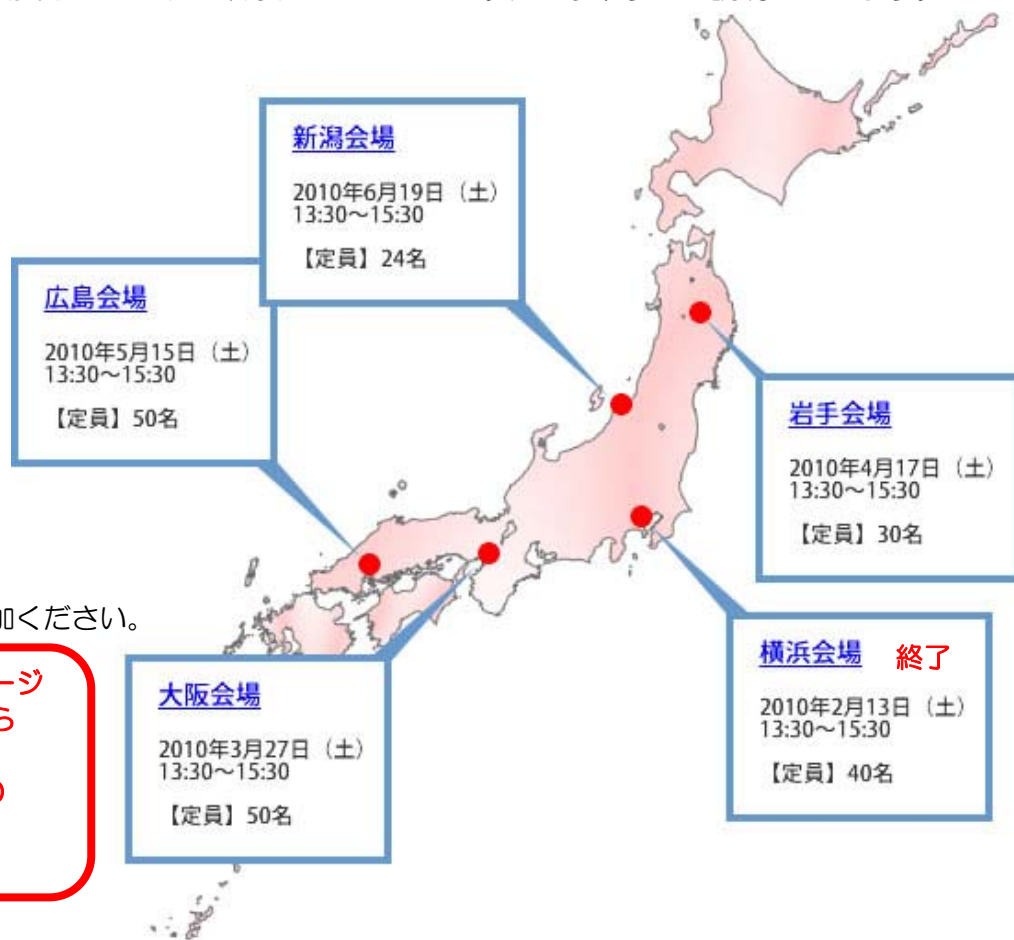 新潟会場
2010年6月19日（土）
13:30～15:30
【定員】24名
広島会場
2010年5月15日（土）
13:30～15:30
【定員】50名
岩手会場
2010年4月17日（土）
13:30～15:30
【定員】30名
加ください。
横浜会場 終了
2010年2月13日（土）
13:30～15:30
【定員】40名
大阪会場
2010年3月27日（土）
13:30～15:30
【定員】50名
ージ
ら